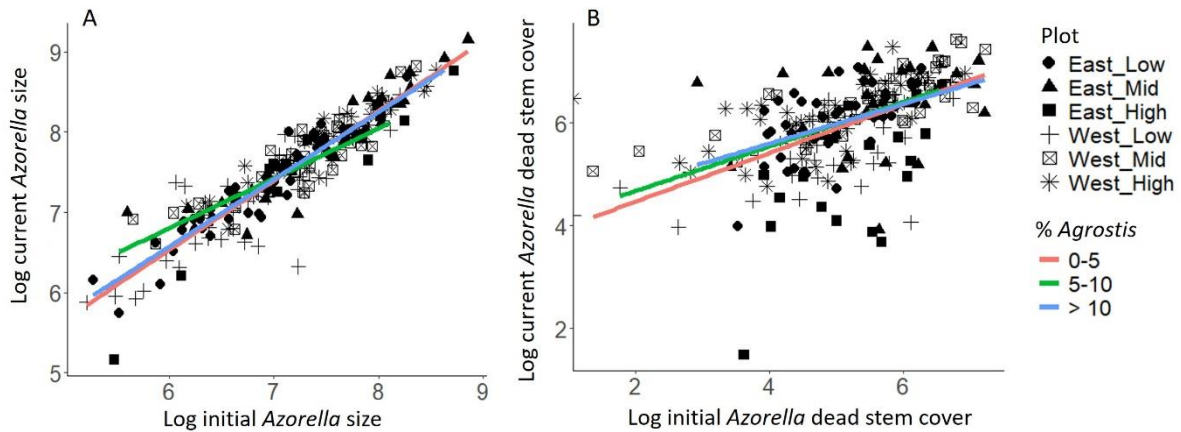 A
Log current Azorella size
9
8
7
6
5
6
7
8
9
Log initial Azorella size
B
Log current Azorella dead stem cover
6
4
2
2
4
6
Log initial Azorella dead stem cover
Plot
East_Low
East_Mid
East_High
West_Low
West_Mid
West_High
% Agrostis
0-5
5-10
> 10